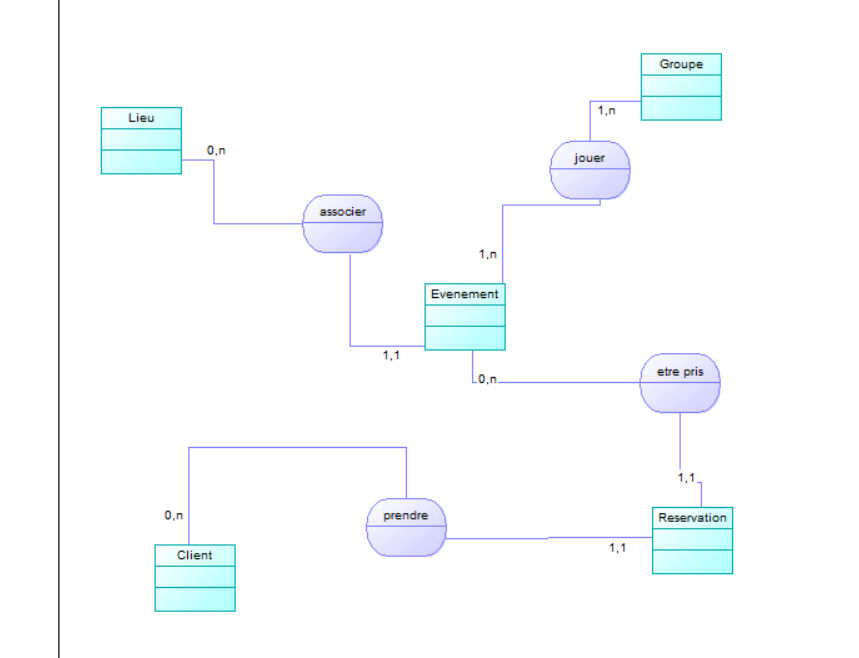 Groupe
1,n
Lieu
0,n
jouer
associer
1,n
Evenement
1,1
etre pris
0,n
1,1
0,n
prendre
Reservation
1,1
Client